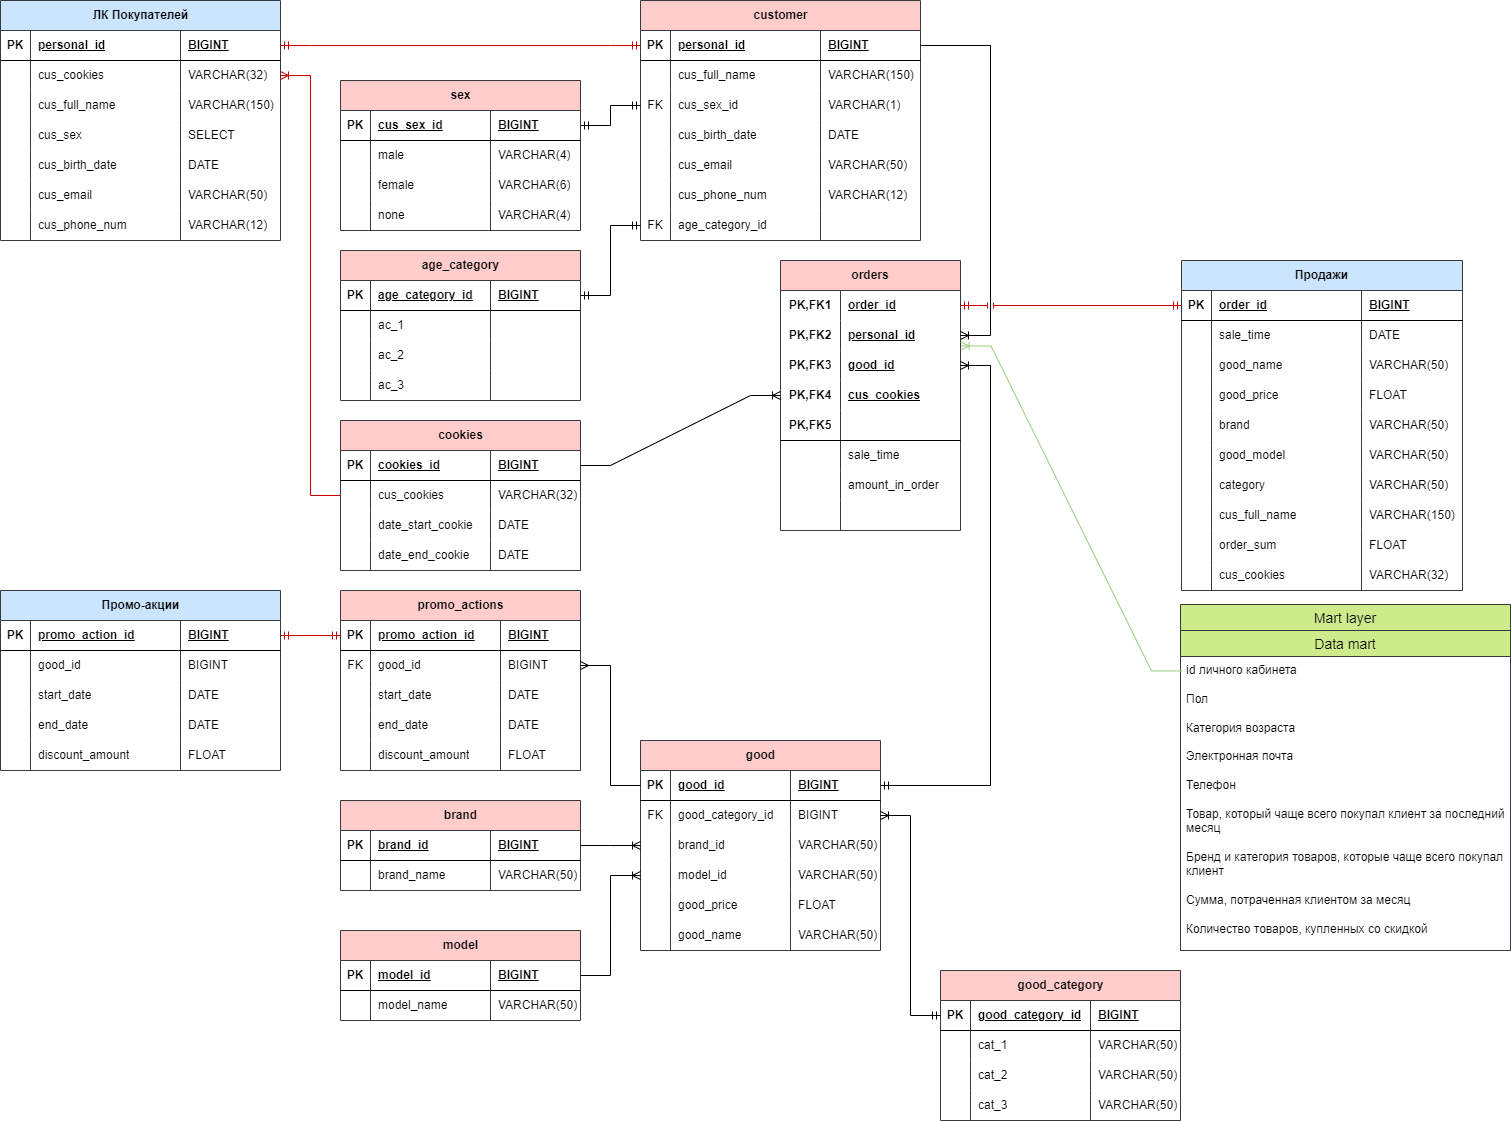 ЛК Покупателей
PK personal_id BIGINT
cus_cookies VARCHAR(32)
cus_full_name VARCHAR(150)
cus_sex SELECT
cus_birth_date DATE
cus_email VARCHAR(50)
cus_phone_num VARCHAR(12)
customer
PK personal_id BIGINT
cus_full_name VARCHAR(150)
FK cus_sex_id VARCHAR(1)
cus_birth_date DATE
cus_email VARCHAR(50)
cus_phone_num VARCHAR(12)
FK age_category_id
sex
PK cus_sex_id BIGINT
male VARCHAR(4)
female VARCHAR(6)
none VARCHAR(4)
age_category
PK age_category_id BIGINT
ac_1
ac_2
ac_3
orders
PK,FK1 order_id
PK,FK2 personal_id
PK,FK3 good_id
PK,FK4 cus_cookies
PK,FK5
sale_time
amount_in_order
Продажи
PK order_id BIGINT
sale_time DATE
good_name VARCHAR(50)
good_price FLOAT
brand VARCHAR(50)
good_model VARCHAR(50)
category VARCHAR(50)
cus_full_name VARCHAR(150)
order_sum FLOAT
cus_cookies VARCHAR(32)
cookies
PK cookies_id BIGINT
cus_cookies VARCHAR(32)
date_start_cookie DATE
date_end_cookie DATE
Промо-акции
PK promo_action_id BIGINT
good_id BIGINT
start_date DATE
end_date DATE
discount_amount FLOAT
promo_actions
PK promo_action_id BIGINT
FK good_id BIGINT
start_date DATE
end_date DATE
discount_amount FLOAT
Mart layer
Data mart
id личного кабинета
Пол
Категория возраста
Электронная почта
Телефон
Товар, который чаще всего покупал клиент за последний
месяц
Бренд и категория товаров, которые чаще всего покупал
клиент
Сумма, потраченная клиентом за месяц
Количество товаров, купленных со скидкой
good
PK good_id BIGINT
FK good_category_id BIGINT
brand_id VARCHAR(50)
model_id VARCHAR(50)
good_price FLOAT
good_name VARCHAR(50)
brand
PK brand_id BIGINT
brand_name VARCHAR(50)
model
PK model_id BIGINT
model_name VARCHAR(50)
good_category
PK good_category_id BIGINT
cat_1 VARCHAR(50)
cat_2 VARCHAR(50)
cat_3 VARCHAR(50)